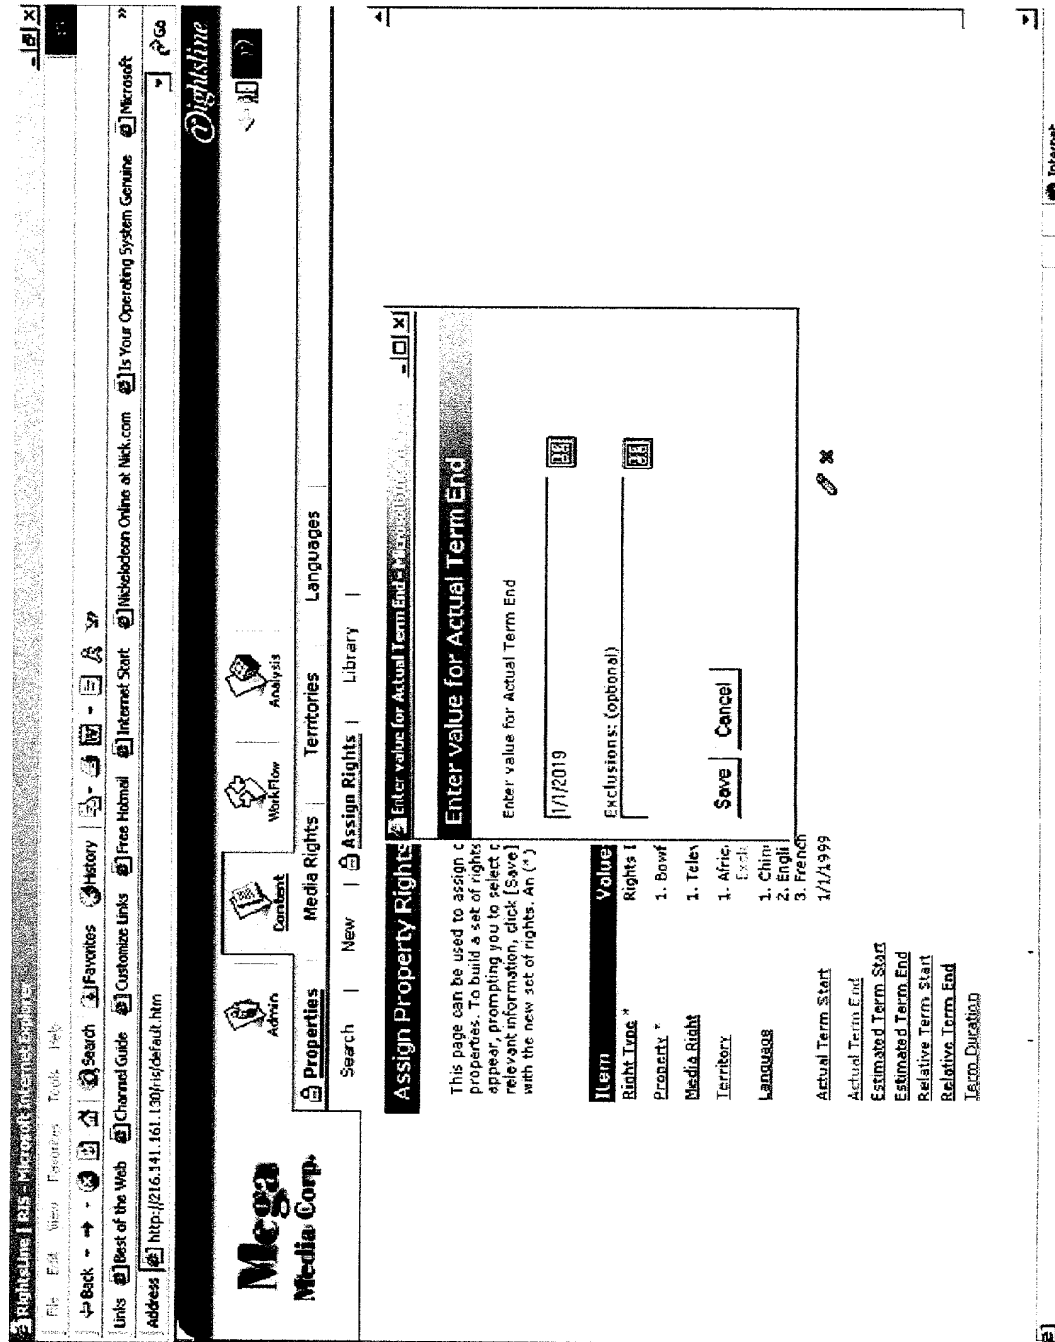 RightsLine | RIS - Microsoft Internet Explorer
File Edit View Favorites Tools Help
Back Search Favorites History
Links Best of the Web Channel Guide Customize Links Free Hotmail Internet Start Nickelodeon Online at Nick.com Is Your Operating System Genuine Microsoft »
Address http://216.141.161.130/ris/default.htm Go
Rightsline
Mega
Media Corp.
Admin Content WorkFlow Analysis
Properties Media Rights Territories Languages
Search | New | Assign Rights | Library |
Assign Property Rights
This page can be used to assign
properties. To build a set of rights
appear, prompting you to select
relevant information, click [Save]
with the new set of rights. An (*)
Item Value
Right Type * Rights
Property * 1. Bowf
Media Right 1. Telev
Territory 1. Afric
Language 1. Chin
2. Engli
3. French
Actual Term Start 1/1/1999
Actual Term End
Estimated Term Start
Estimated Term End
Relative Term Start
Relative Term End
Term Duration
Enter value for Actual Term End - Microsoft
Enter value for Actual Term End
Enter value for Actual Term End
1/1/2019
Exclusions: (optional)
Save Cancel
Internet